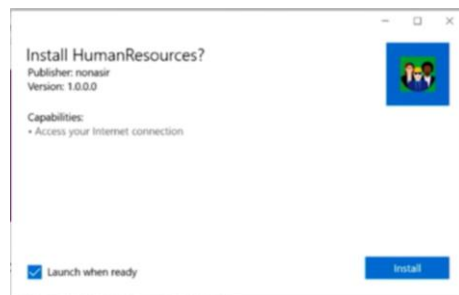 Install HumanResources?
Publisher: nonasir
Version: 1.0.0.0
Capabilities:
• Access your Internet connection
Launch when ready
Install